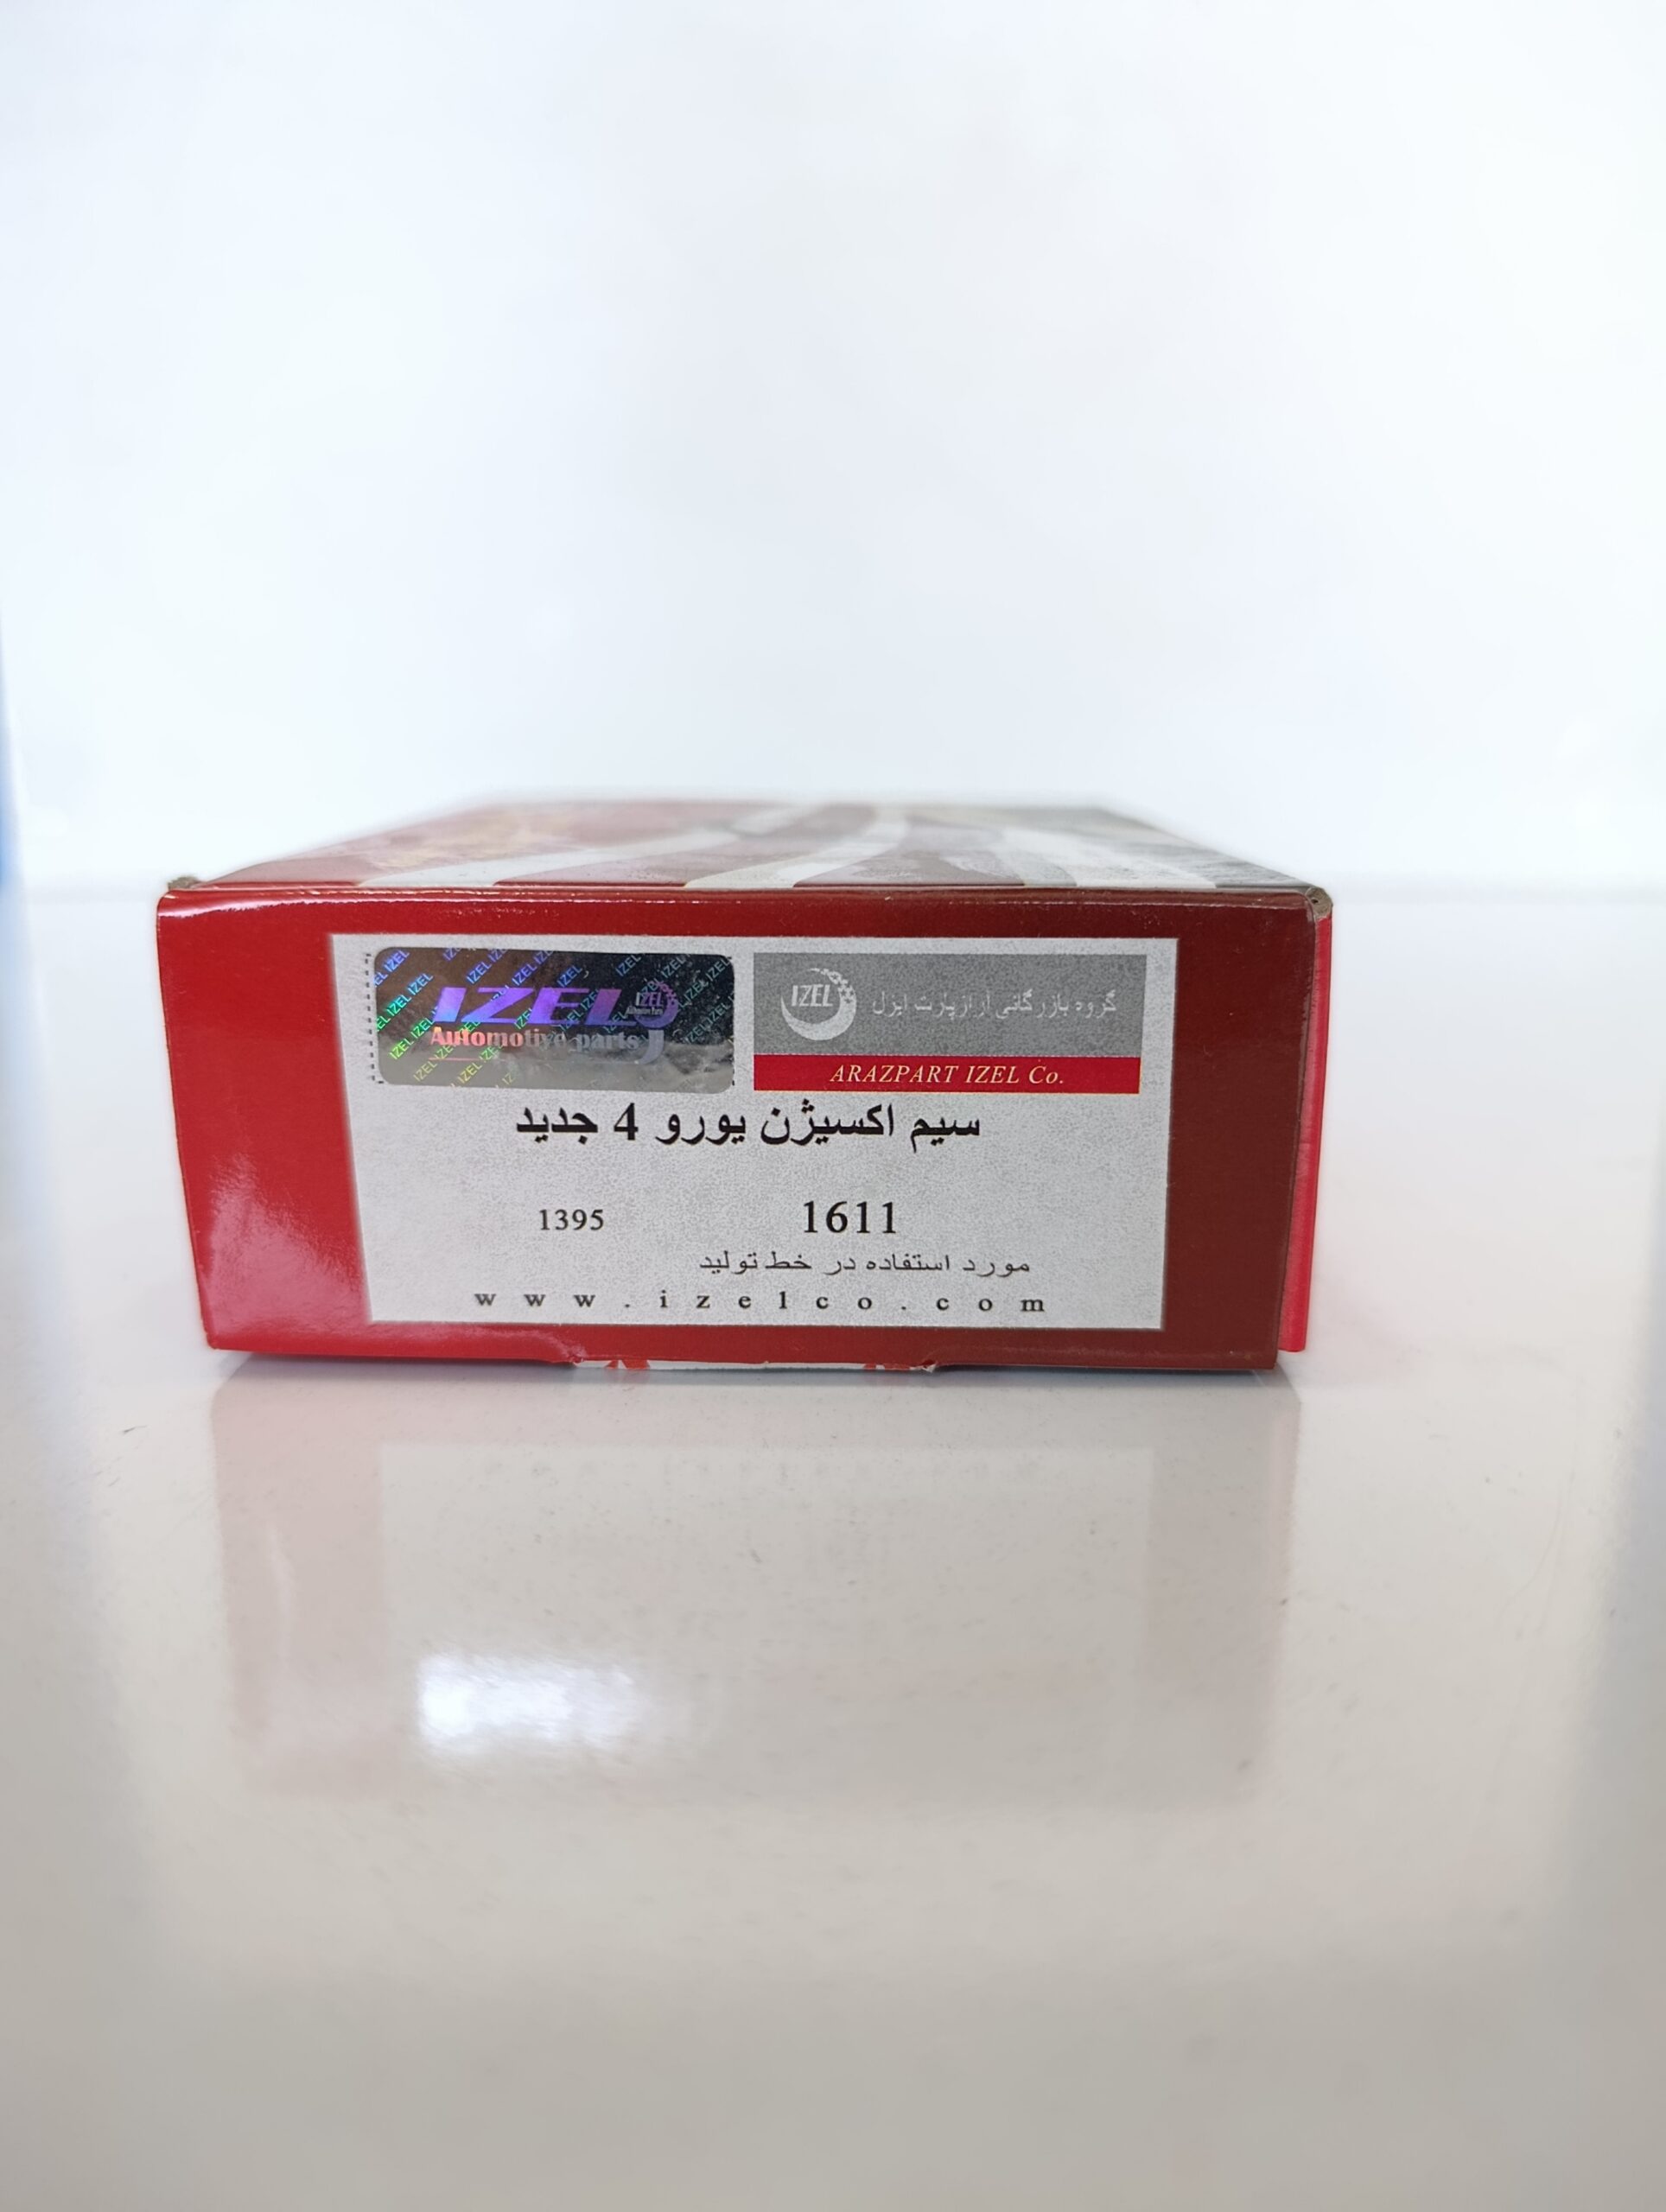 IZEL
Automotive parts
IZEL
گروه بازرگانی آرازپارت ایزل
ARAZPART IZEL Co.
سیم اکسیژن یورو 4 جدید
1395 1611
مورد استفاده در خط تولید
www.izelco.com